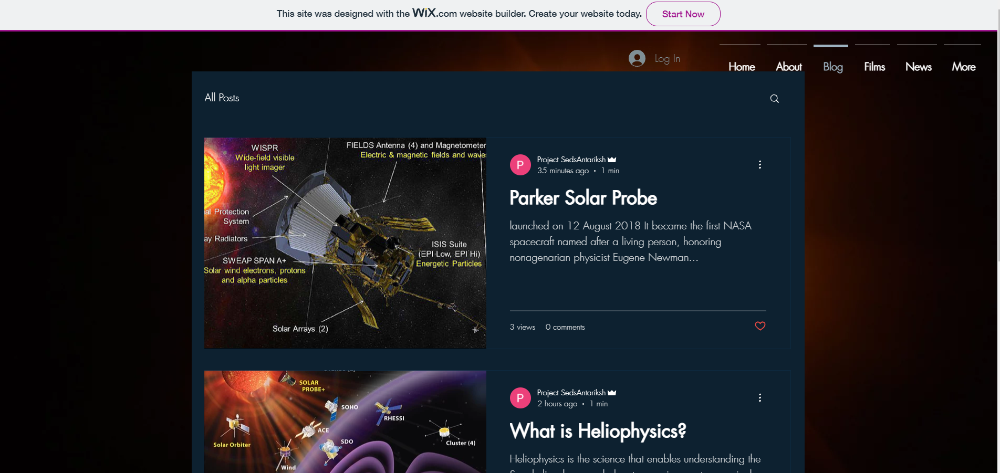 This site was designed with the WiX.com website builder. Create your website today. Start Now
Log In
Home About Blog Films News More
All Posts
WISPR
Wide-field visible
light imager
FIELDS Antenna (4) and Magnetometer
Electric & magnetic fields and waves
al Protection
System
ay Radiators
SWEAP SPAN A+
Solar wind electrons, protons
and alpha particles
ISIS Suite
(EPI Low, EPI Hi)
Energetic Particles
Solar Arrays (2)
P
Project SedsAntariksh
35 minutes ago · 1 min
Parker Solar Probe
launched on 12 August 2018 It became the first NASA
spacecraft named after a living person, honoring
nonagenarian physicist Eugene Newman...
3 views 0 comments
SOLAR
PROBE+
SOHO
RHESSI
ACE
SDO
Solar Orbiter
Cluster (4)
Wind
P
Project SedsAntariksh
2 hours ago · 1 min
What is Heliophysics?
Heliophysics is the science that enables understanding the